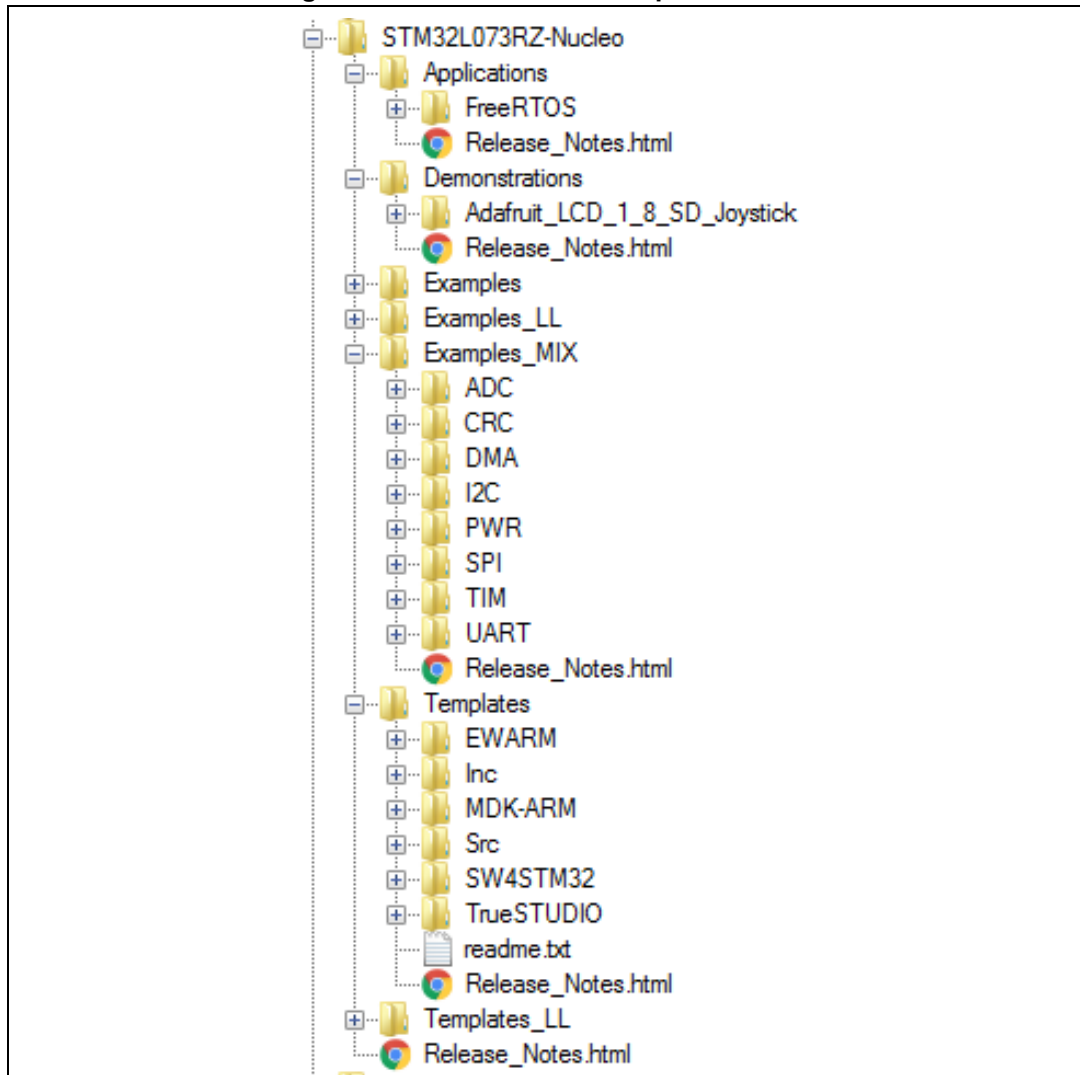 STM32L073RZ-Nucleo
Applications
FreeRTOS
Release_Notes.html
Demonstrations
Adafruit_LCD_1_8_SD_Joystick
Release_Notes.html
Examples
Examples_LL
Examples_MIX
ADC
CRC
DMA
I2C
PWR
SPI
TIM
UART
Release_Notes.html
Templates
EWARM
Inc
MDK-ARM
Src
SW4STM32
TrueSTUDIO
readme.txt
Release_Notes.html
Templates_LL
Release_Notes.html